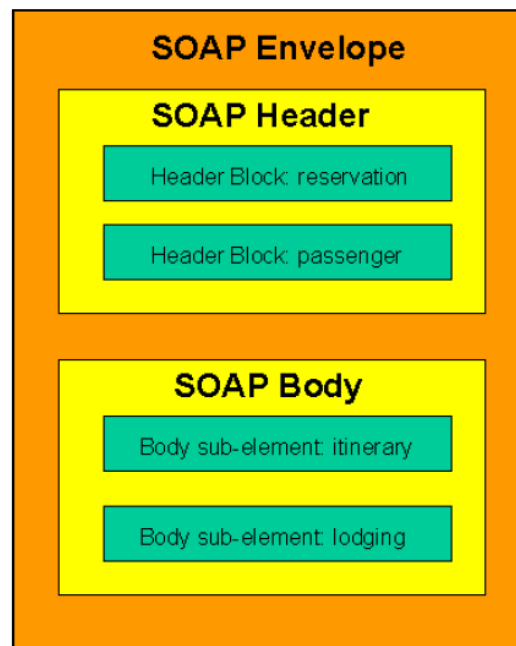 SOAP Envelope
SOAP Header
Header Block: reservation
Header Block: passenger
SOAP Body
Body sub-element: itinerary
Body sub-element: lodging